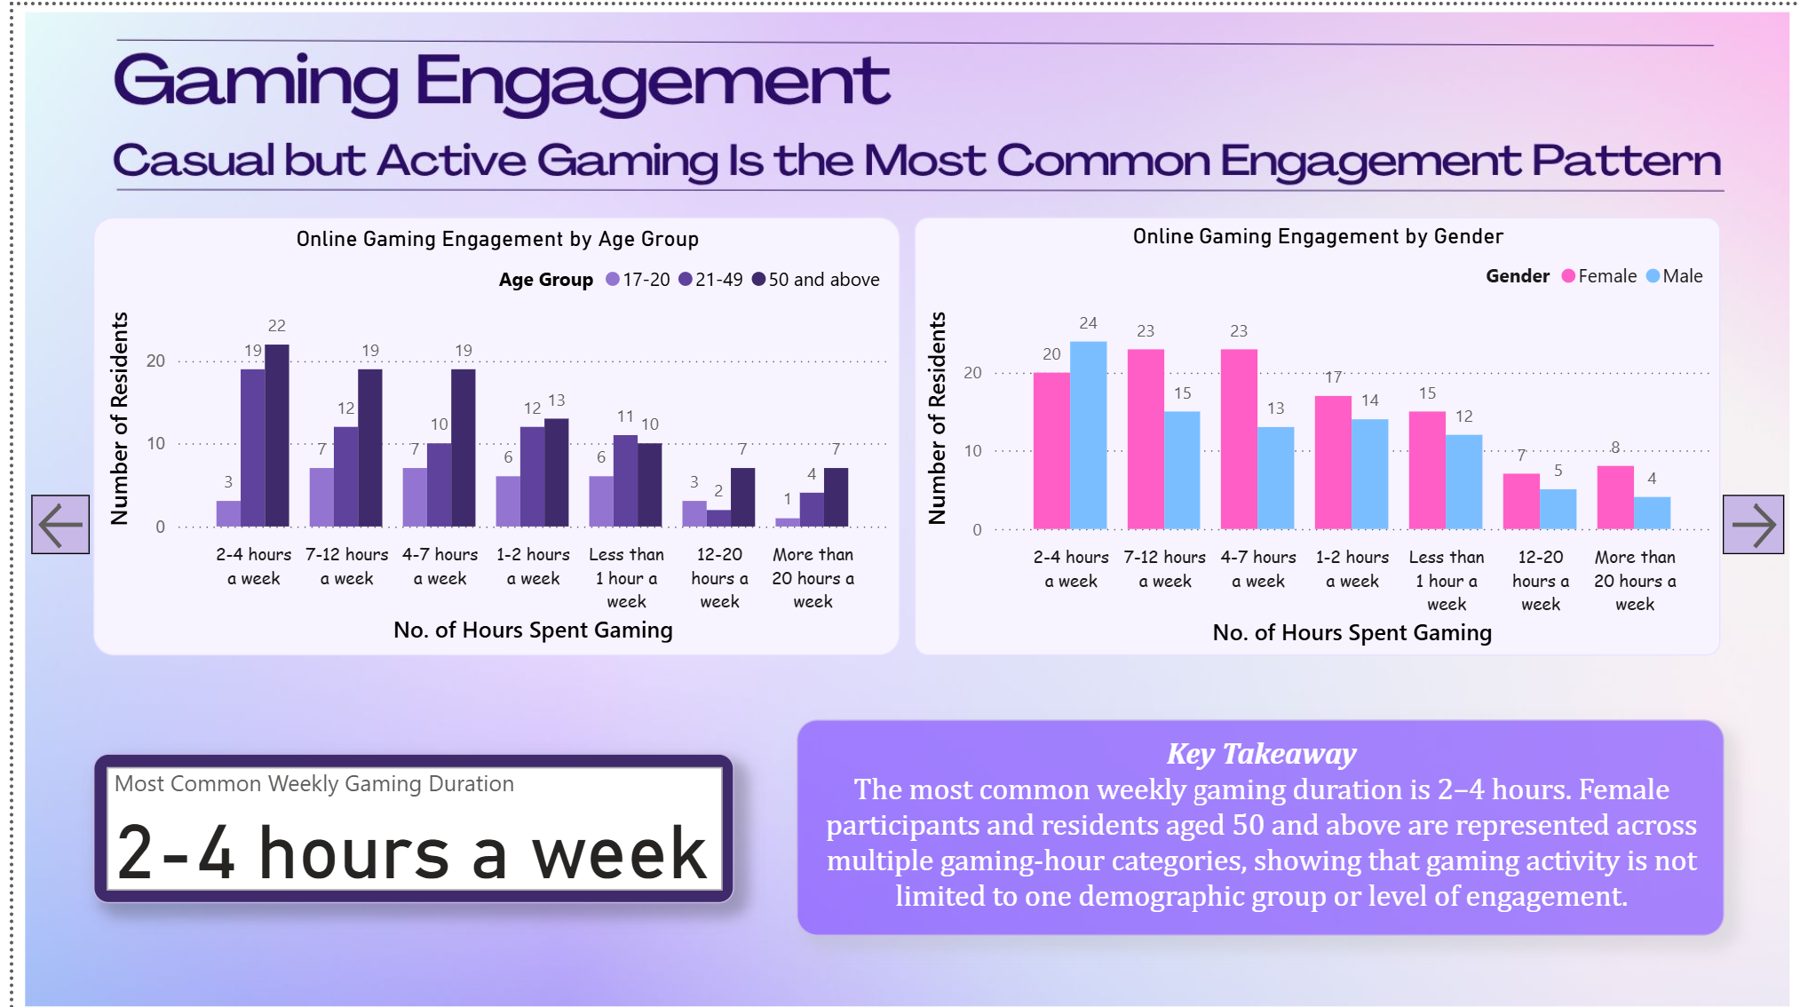 Gaming Engagement
Casual but Active Gaming Is the Most Common Engagement Pattern
Online Gaming Engagement by Age Group
Age Group 17-20 21-49 50 and above
Number of Residents
20
10
0
3 19 22
7 12 19
7 10 19
6 12 13
6 11 10
3 2 7
1 4 7
2-4 hours
a week
7-12 hours
a week
4-7 hours
a week
1-2 hours
a week
Less than
1 hour a
week
12-20
hours a
week
More than
20 hours a
week
No. of Hours Spent Gaming
Online Gaming Engagement by Gender
Gender Female Male
Number of Residents
20
10
0
20 24
23 15
23 13
17 14
15 12
7 5
8 4
2-4 hours
a week
7-12 hours
a week
4-7 hours
a week
1-2 hours
a week
Less than
1 hour a
week
12-20
hours a
week
More than
20 hours a
week
No. of Hours Spent Gaming
Most Common Weekly Gaming Duration
2-4 hours a week
Key Takeaway
The most common weekly gaming duration is 2–4 hours. Female
participants and residents aged 50 and above are represented across
multiple gaming-hour categories, showing that gaming activity is not
limited to one demographic group or level of engagement.